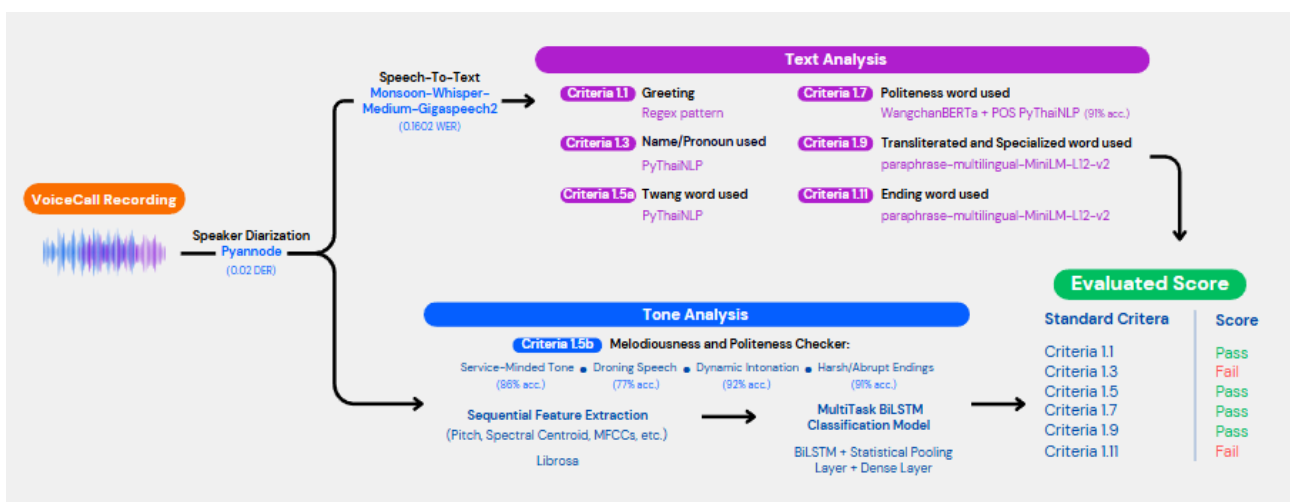 VoiceCall Recording
Speaker Diarization
Pyannode
(0.02 DER)
Speech-To-Text
Monsoon-Whisper-
Medium-Gigaspeech2
(0.1602 WER)
Text Analysis
Criteria 1.1 Greeting
Regex pattern
Criteria 1.3 Name/Pronoun used
PyThaiNLP
Criteria 1.5a Twang word used
PyThaiNLP
Criteria 1.7 Politeness word used
WangchanBERTa + POS PyThaiNLP (91% acc.)
Criteria 1.9 Transliterated and Specialized word used
paraphrase-multilingual-MiniLM-L12-v2
Criteria 1.11 Ending word used
paraphrase-multilingual-MiniLM-L12-v2
Tone Analysis
Criteria 1.5b Melodiousness and Politeness Checker:
Service-Minded Tone • Droning Speech • Dynamic Intonation • Harsh/Abrupt Endings
(86% acc.) (77% acc.) (92% acc.) (91% acc.)
Sequential Feature Extraction
(Pitch, Spectral Centroid, MFCCs, etc.)
Librosa
MultiTask BiLSTM
Classification Model
BiLSTM + Statistical Pooling
Layer + Dense Layer
Evaluated Score
Standard Critera Score
Criteria 1.1 Pass
Criteria 1.3 Fail
Criteria 1.5 Pass
Criteria 1.7 Pass
Criteria 1.9 Pass
Criteria 1.11 Fail